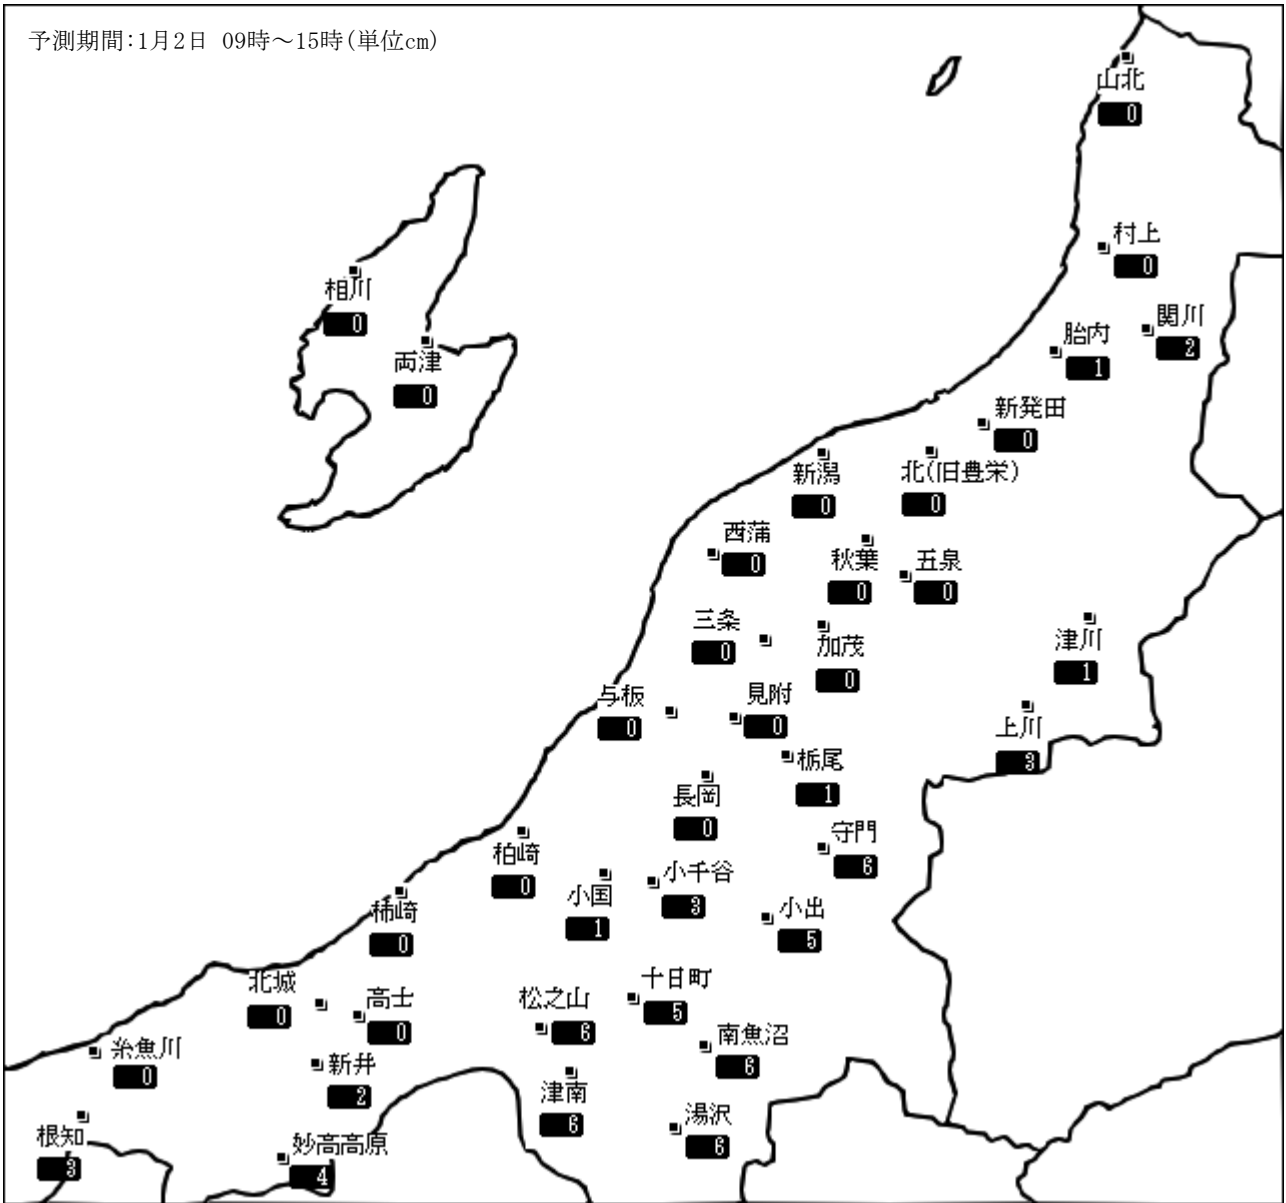 予測期間:1月2日 09時～15時(単位cm)
山北
0
村上
0
相川
0
関川
2
胎内
1
両津
0
新発田
0
新潟
0
北(旧豊栄)
0
西蒲
0
秋葉
0
五泉
0
三条
0
加茂
0
津川
1
与板
0
見附
0
上川
3
栃尾
1
長岡
0
守門
6
柏崎
0
小千谷
3
小国
1
小出
5
柿崎
0
北城
0
高士
0
松之山
6
十日町
5
南魚沼
6
糸魚川
0
新井
2
津南
6
湯沢
6
根知
3
妙高高原
4